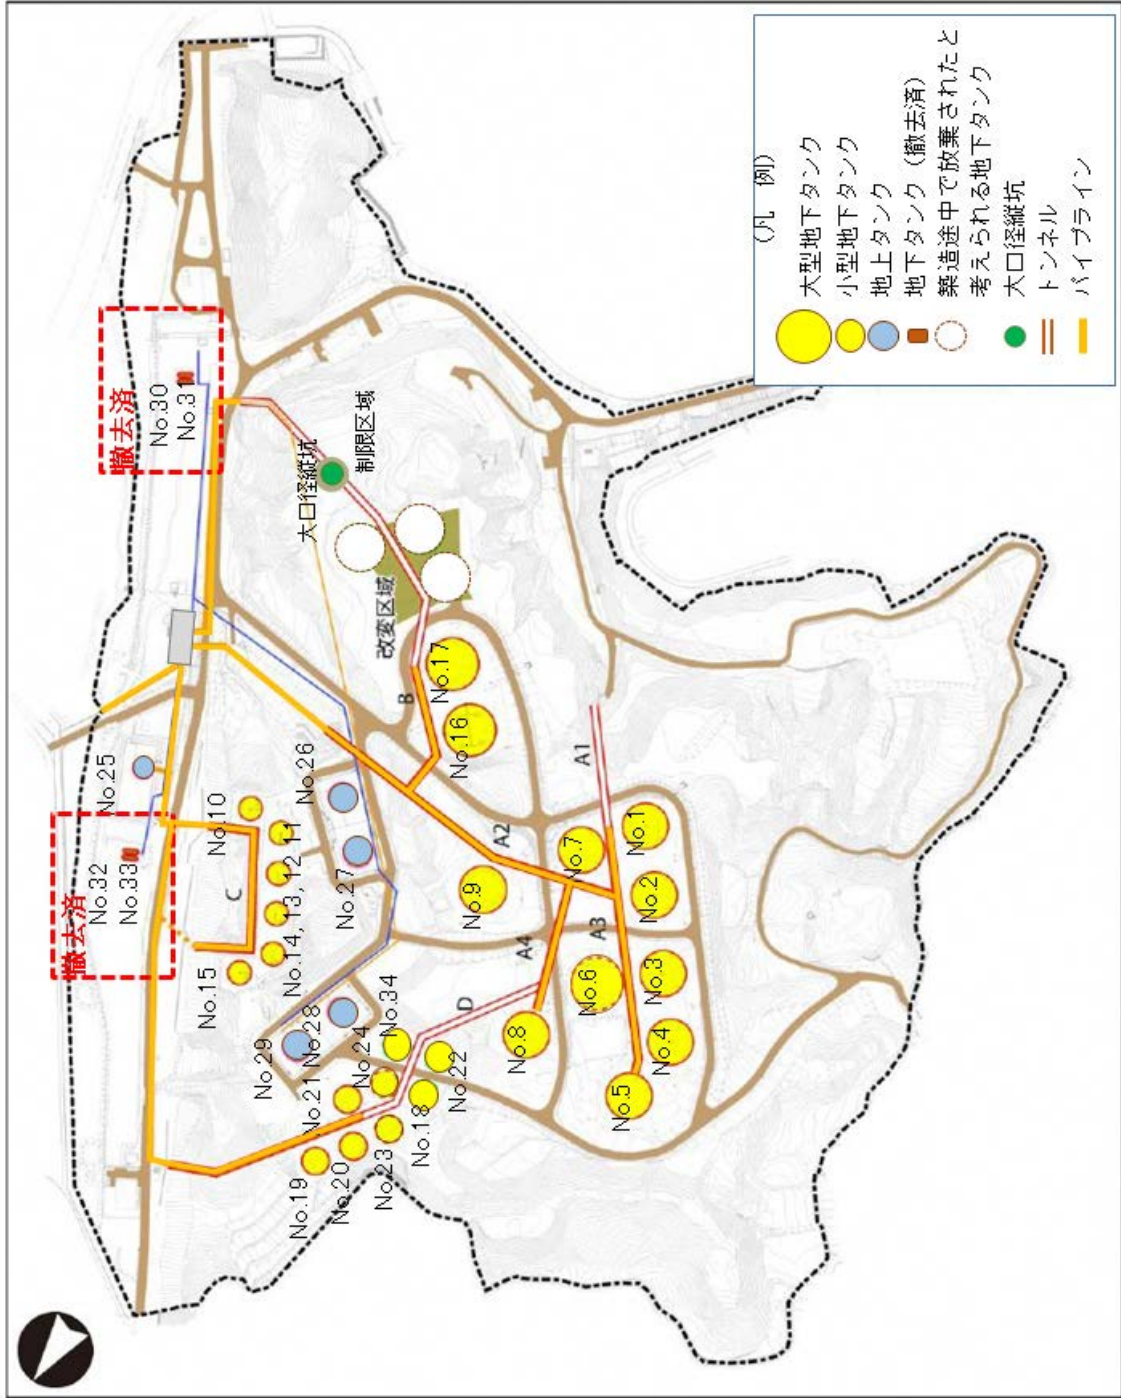 (凡 例)
大型地下タンク
小型地下タンク
地上タンク
地下タンク (撤去済)
築造途中で放棄されたと
考えられる地下タンク
大口径縦坑
トンネル
パイプライン
撤去済
No.30
No.31
大口径縦坑
制限区域
改変区域
No.17
B
No.16
No.25
撤去済
No.32
No.33
No.10
C
No.14, 13, 12 11
No.15
No.26
No.27
A1
A2
No.7
No.1
No.9
No.2
A3
A4
No.6
No.3
No.8
No.4
No.5
D
No.34
No.28
No.29
No.24
No.21
No.22
No.18
No.23
No.20
No.19